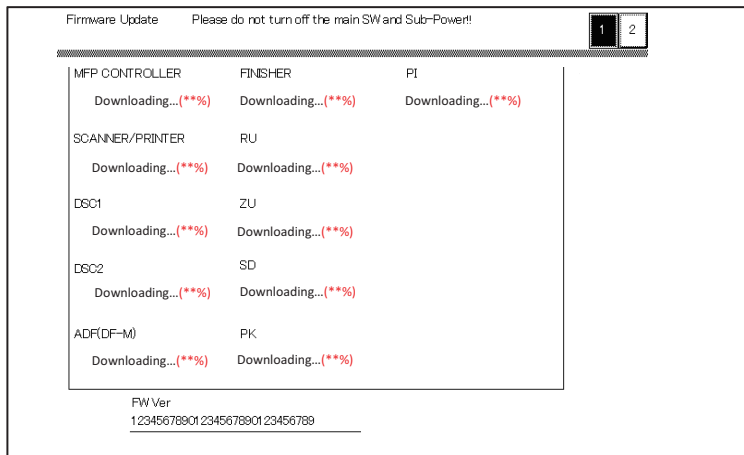 Firmware Update Please do not turn off the main SW and Sub-Power!!
1 2
MFP CONTROLLER FINISHER PI
Downloading...(**%) Downloading...(**%) Downloading...(**%)
SCANNER/PRINTER RU
Downloading...(**%) Downloading...(**%)
DSC1 ZU
Downloading...(**%) Downloading...(**%)
DSC2 SD
Downloading...(**%) Downloading...(**%)
ADF(DF-M) PK
Downloading...(**%) Downloading...(**%)
FW Ver
12345678901234567890123456789